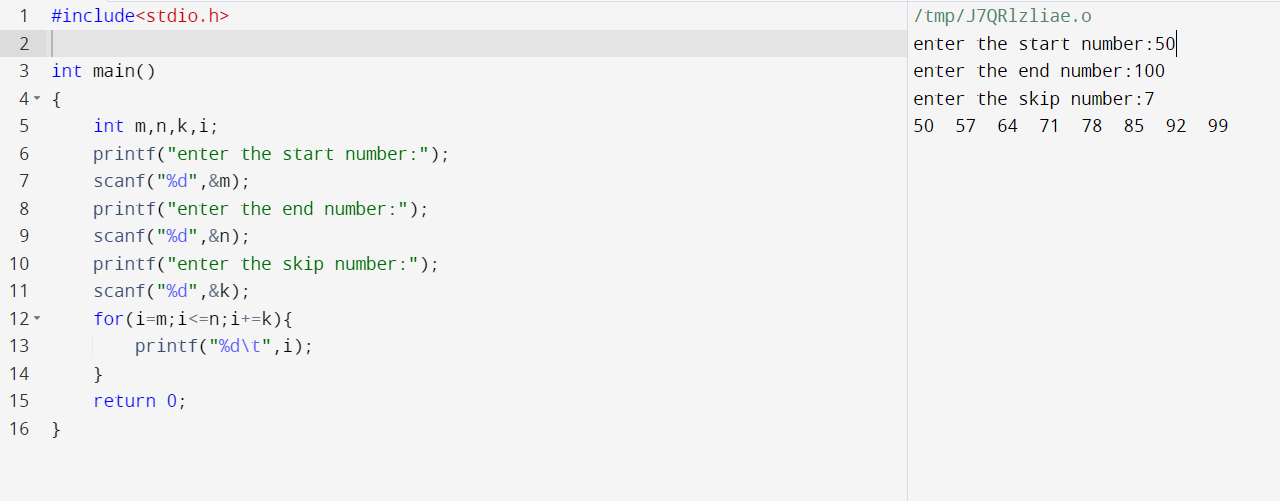 1 #include<stdio.h>
2
3 int main()
4 {
5     int m,n,k,i;
6     printf("enter the start number:");
7     scanf("%d",&m);
8     printf("enter the end number:");
9     scanf("%d",&n);
10     printf("enter the skip number:");
11     scanf("%d",&k);
12     for(i=m;i<=n;i+=k){
13         printf("%d\t",i);
14     }
15     return 0;
16 }
/tmp/J7QRlzliae.o
enter the start number:50
enter the end number:100
enter the skip number:7
50  57  64  71  78  85  92  99